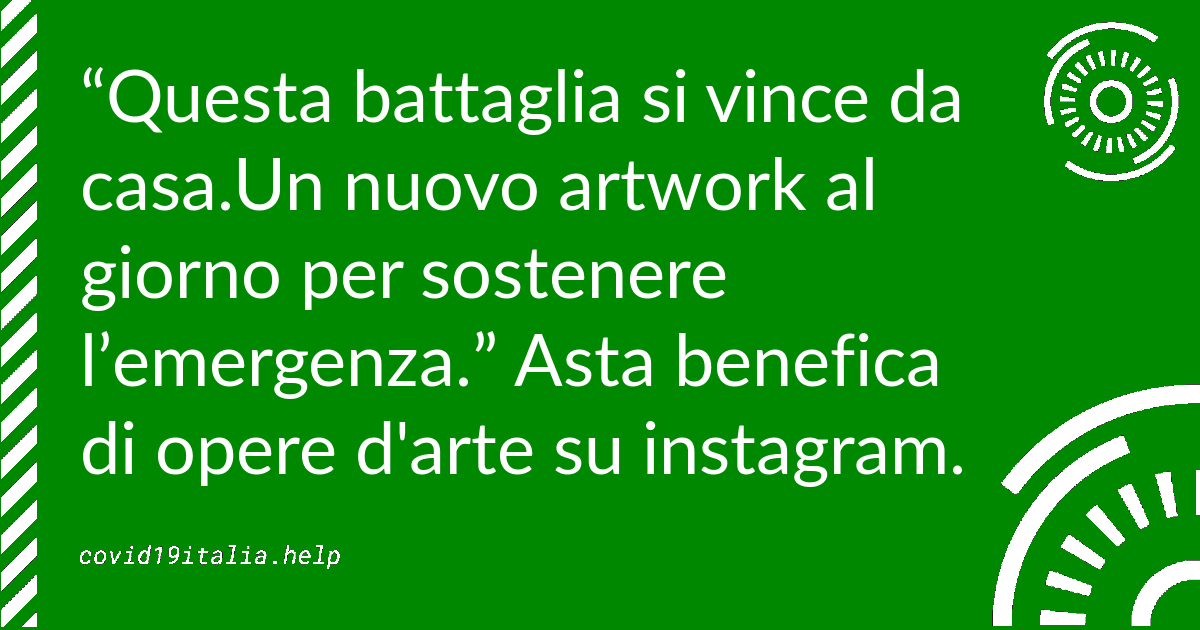 “Questa battaglia si vince da
casa.Un nuovo artwork al
giorno per sostenere
l’emergenza.” Asta benefica
di opere d'arte su instagram.
covid19italia.help